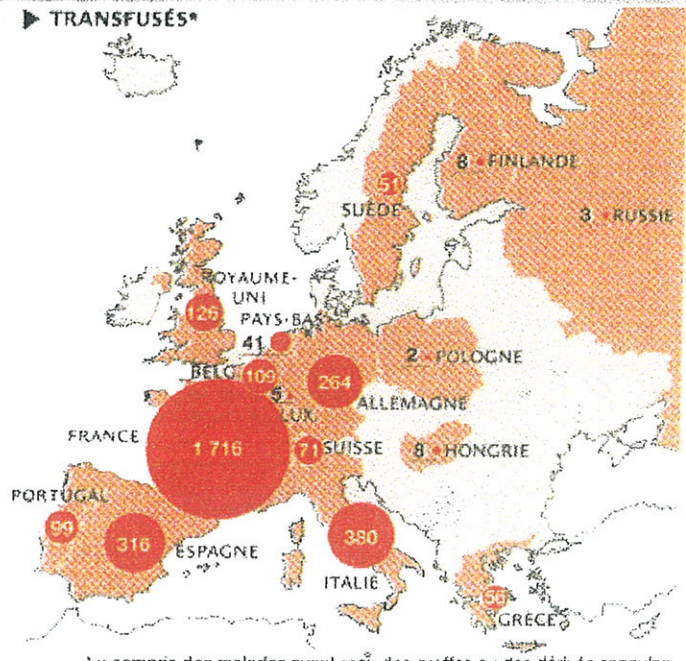 ▶ TRANSFUSÉS*
8 FINLANDE
51
SUÈDE
3 RUSSIE
ROYAUME-
UNI
126
PAYS-BAS
41
2 POLOGNE
BELG
109
264
5
LUX
ALLEMAGNE
FRANCE
1 716
71 SUISSE
8 HONGRIE
PORTUGAL
99
316
ESPAGNE
380
ITALIE
56
GRÈCE